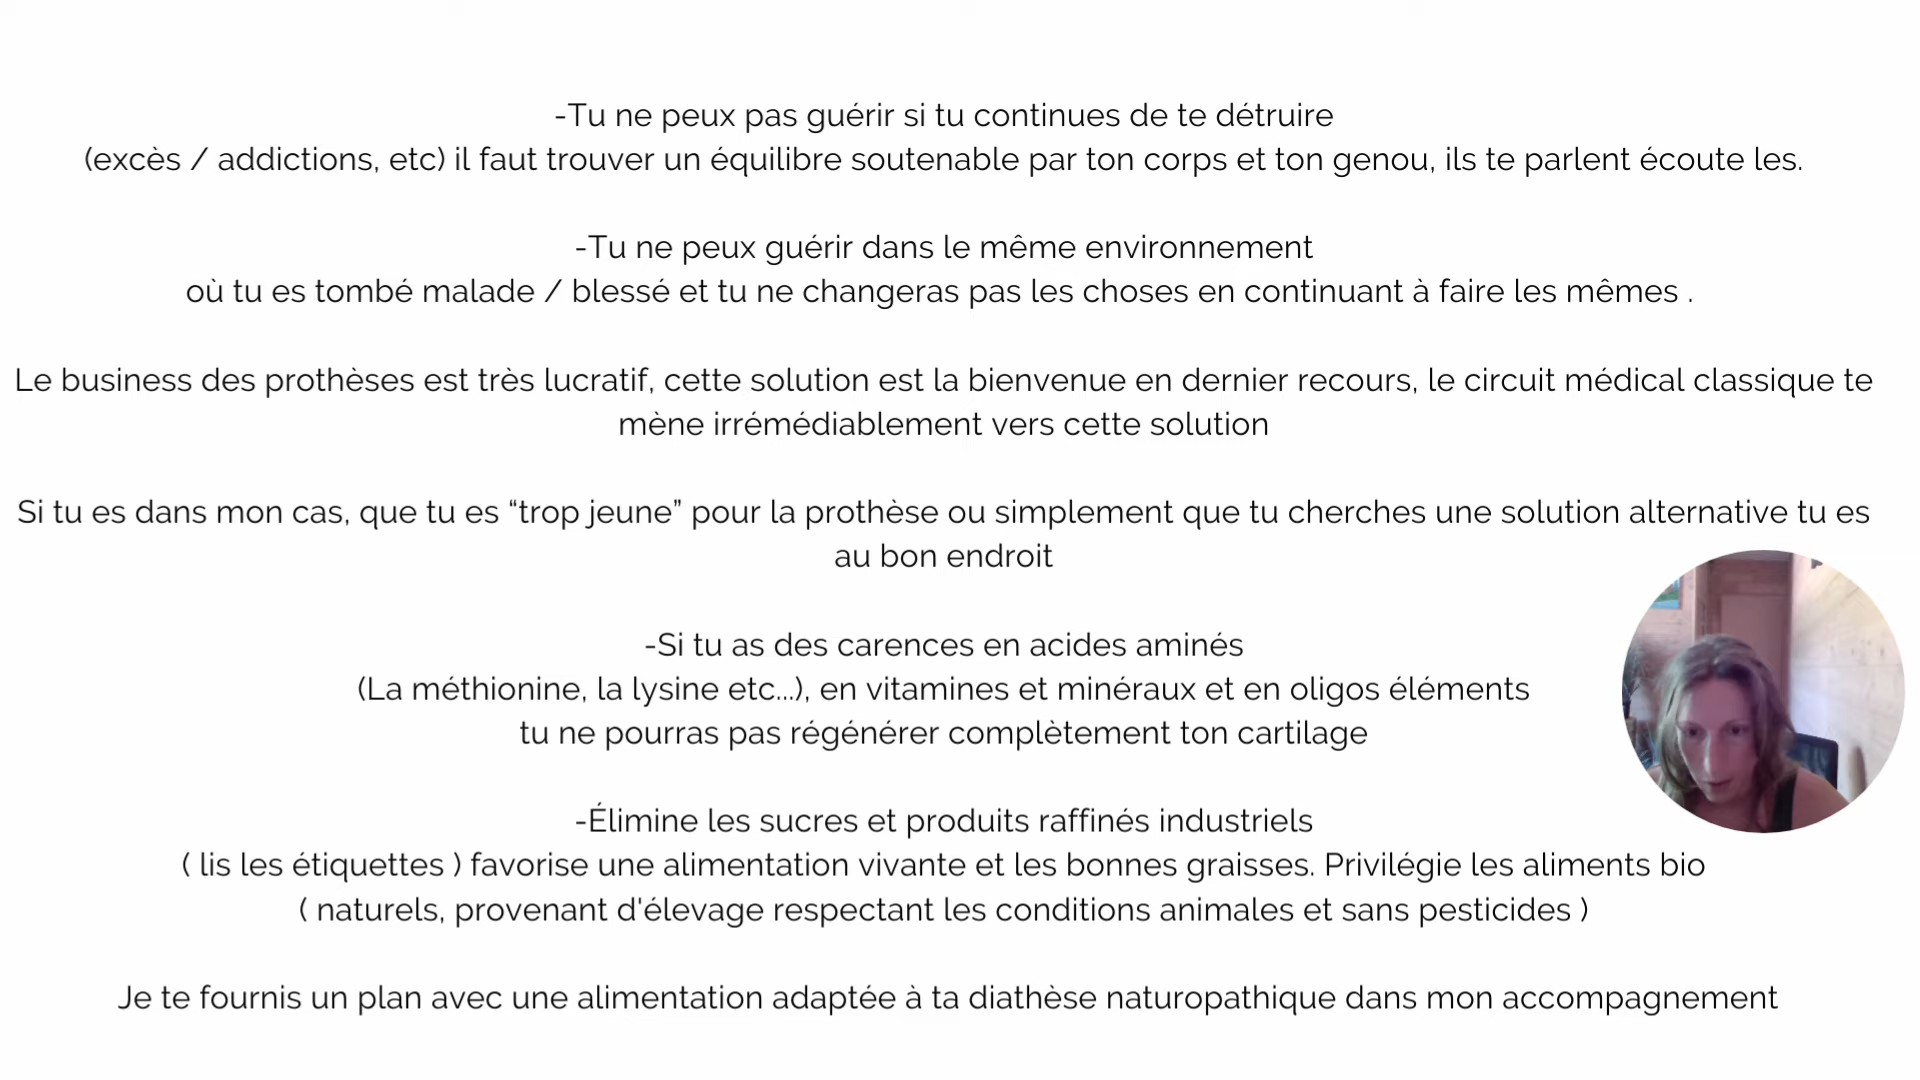 -Tu ne peux pas guérir si tu continues de te détruire
(excès / addictions, etc) il faut trouver un équilibre soutenable par ton corps et ton genou, ils te parlent écoute les.
-Tu ne peux guérir dans le même environnement
où tu es tombé malade / blessé et tu ne changeras pas les choses en continuant à faire les mêmes .
Le business des prothèses est très lucratif, cette solution est la bienvenue en dernier recours, le circuit médical classique te
mène irrémédiablement vers cette solution
Si tu es dans mon cas, que tu es “trop jeune” pour la prothèse ou simplement que tu cherches une solution alternative tu es
au bon endroit
-Si tu as des carences en acides aminés
(La méthionine, la lysine etc...), en vitamines et minéraux et en oligos éléments
tu ne pourras pas régénérer complètement ton cartilage
-Élimine les sucres et produits raffinés industriels
( lis les étiquettes ) favorise une alimentation vivante et les bonnes graisses. Privilégie les aliments bio
( naturels, provenant d'élevage respectant les conditions animales et sans pesticides )
Je te fournis un plan avec une alimentation adaptée à ta diathèse naturopathique dans mon accompagnement